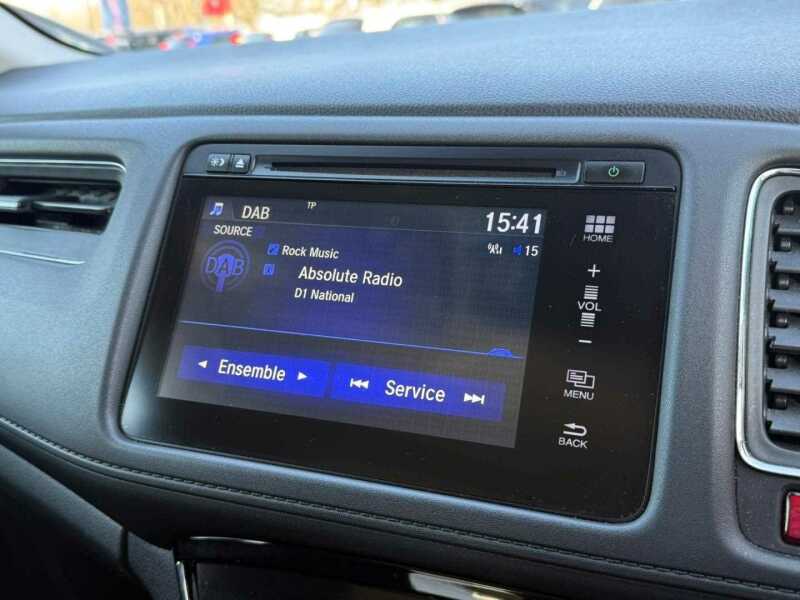 DAB
TP
15:41
SOURCE
15
Rock Music
DAB
Absolute Radio
D1 National
Ensemble
Service
HOME
+
VOL
−
MENU
BACK